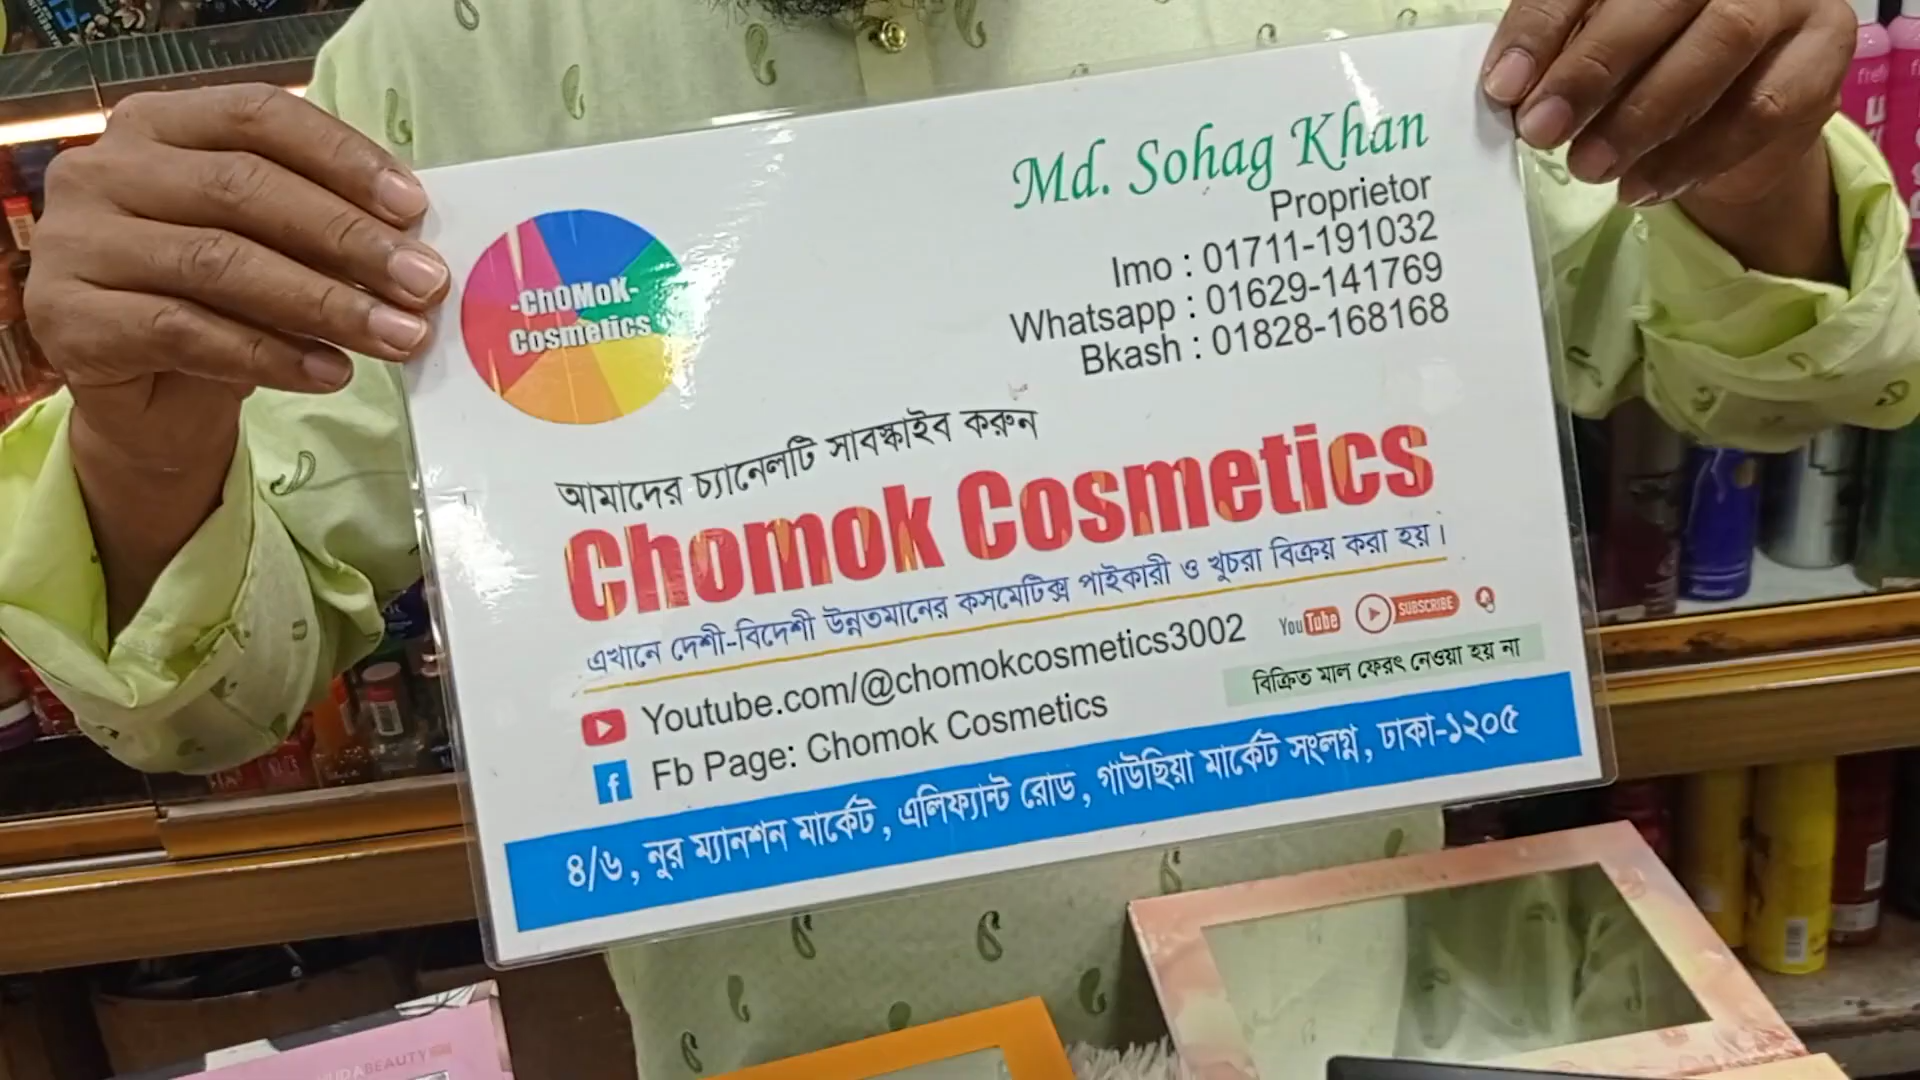 Md. Sohag Khan
Proprietor
Imo : 01711-191032
Whatsapp : 01629-141769
Bkash : 01828-168168
-ChOMoK-
Cosmetics
আমাদের চ্যানেলটি সাবস্কাইব করুন
Chomok Cosmetics
এখানে দেশী-বিদেশী উন্নতমানের কসমেটিক্স পাইকারী ও খুচরা বিক্রয় করা হয়।
Youtube.com/@chomokcosmetics3002
YouTube
SUBSCRIBE
বিক্রিত মাল ফেরৎ নেওয়া হয় না
Fb Page: Chomok Cosmetics
৪/৬, নুর ম্যানশন মার্কেট, এলিফ্যান্ট রোড, গাউছিয়া মার্কেট সংলগ্ন, ঢাকা-১২০৫